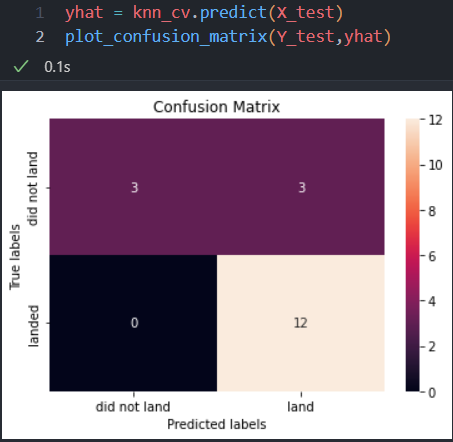 1 yhat = knn_cv.predict(X_test)
2 plot_confusion_matrix(Y_test,yhat)
✓ 0.1s
Confusion Matrix
True labels
did not land
landed
3 3
0 12
did not land land
Predicted labels
12
10
8
6
4
2
0